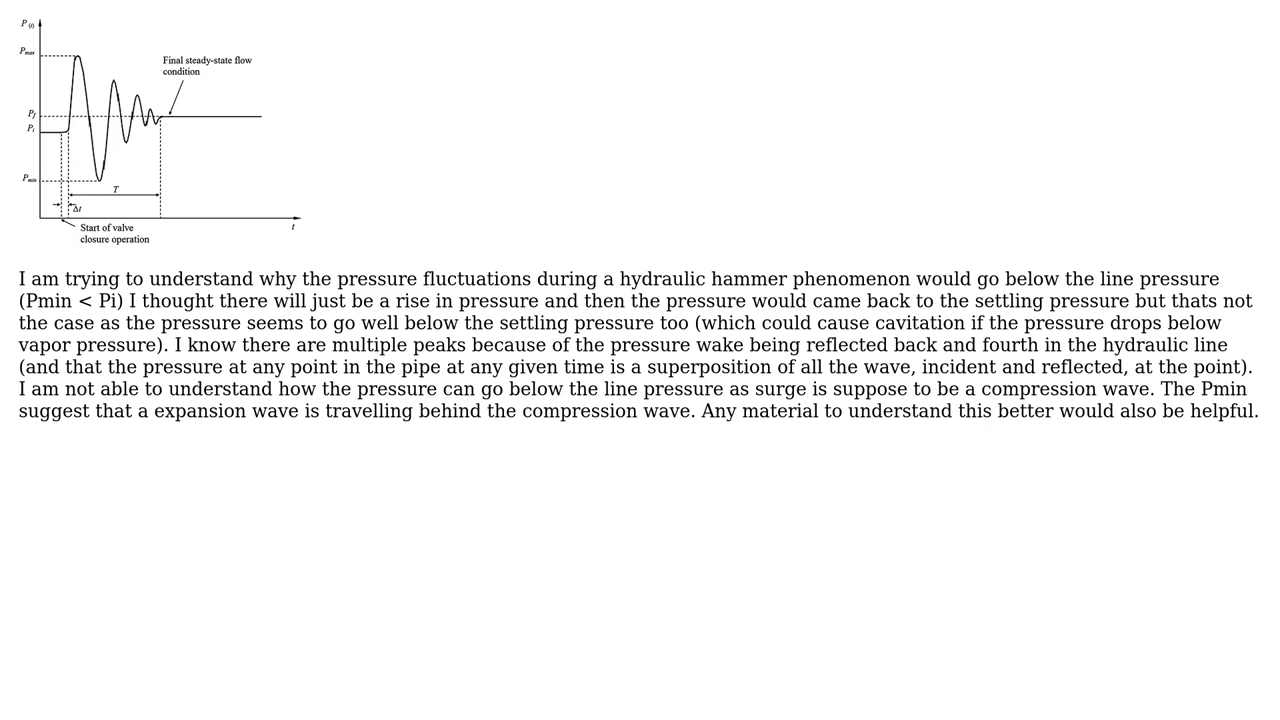 P (t)
Pmax
Final steady-state flow
condition
Pf
Pi
Pmin
T
Δt
Start of valve
closure operation
t
I am trying to understand why the pressure fluctuations during a hydraulic hammer phenomenon would go below the line pressure
(Pmin < Pi) I thought there will just be a rise in pressure and then the pressure would came back to the settling pressure but thats not
the case as the pressure seems to go well below the settling pressure too (which could cause cavitation if the pressure drops below
vapor pressure). I know there are multiple peaks because of the pressure wake being reflected back and fourth in the hydraulic line
(and that the pressure at any point in the pipe at any given time is a superposition of all the wave, incident and reflected, at the point).
I am not able to understand how the pressure can go below the line pressure as surge is suppose to be a compression wave. The Pmin
suggest that a expansion wave is travelling behind the compression wave. Any material to understand this better would also be helpful.